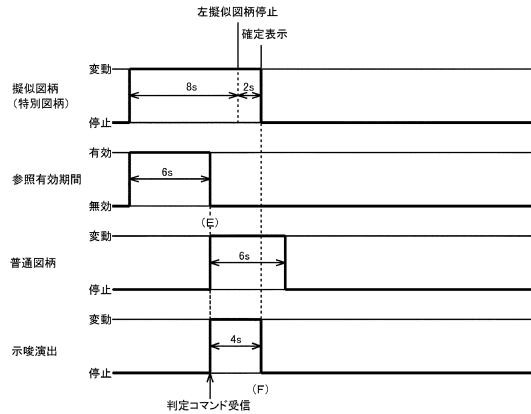 左擬似図柄停止
確定表示
変動
擬似図柄
(特別図柄)
8s
2s
停止
有効
参照有効期間
6s
無効
(E)
変動
普通図柄
6s
停止
変動
示唆演出
4s
停止
(F)
判定コマンド受信